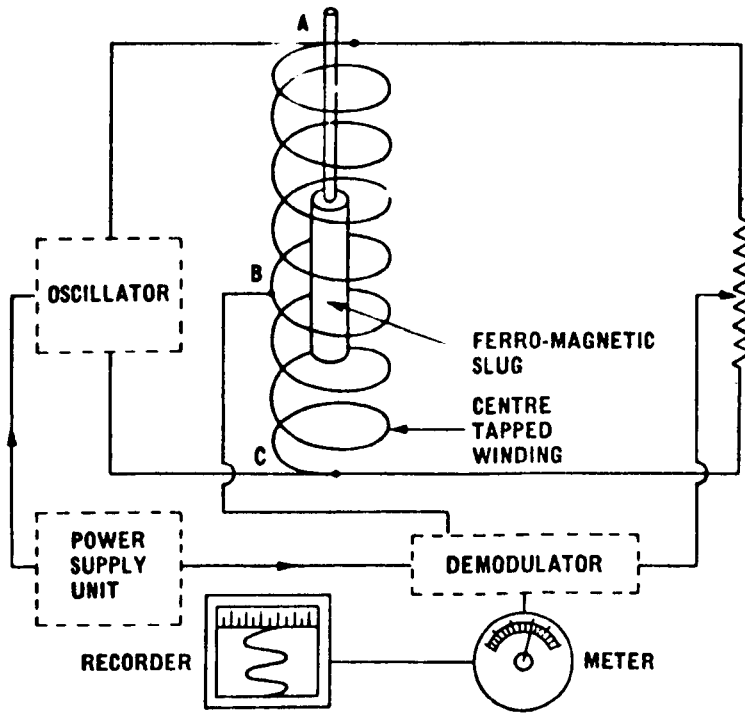 A
OSCILLATOR
B
FERRO-MAGNETIC
SLUG
CENTRE
TAPPED
WINDING
C
POWER
SUPPLY
UNIT
DEMODULATOR
RECORDER
METER